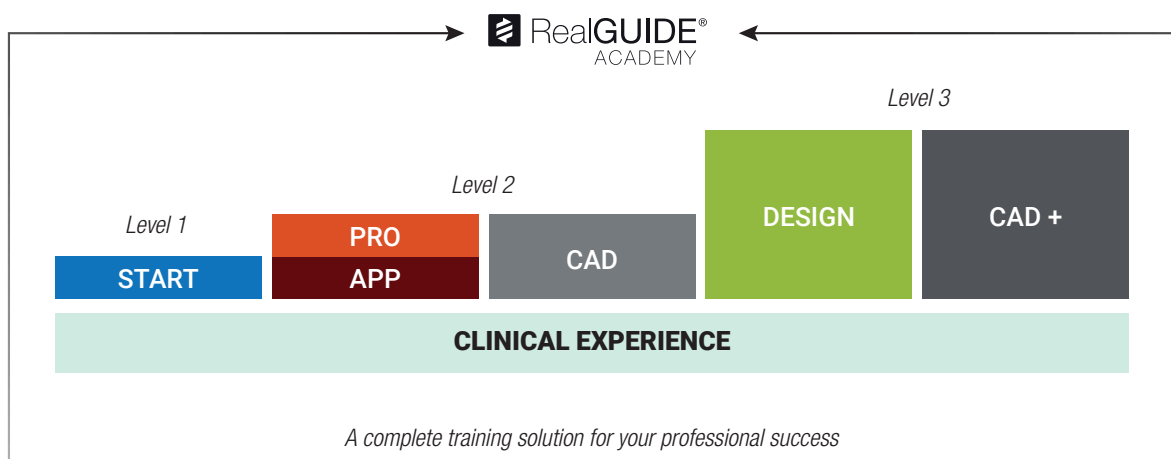 RealGUIDE®
ACADEMY
Level 3
Level 2
Level 1
START
PRO
APP
CAD
DESIGN
CAD +
CLINICAL EXPERIENCE
A complete training solution for your professional success